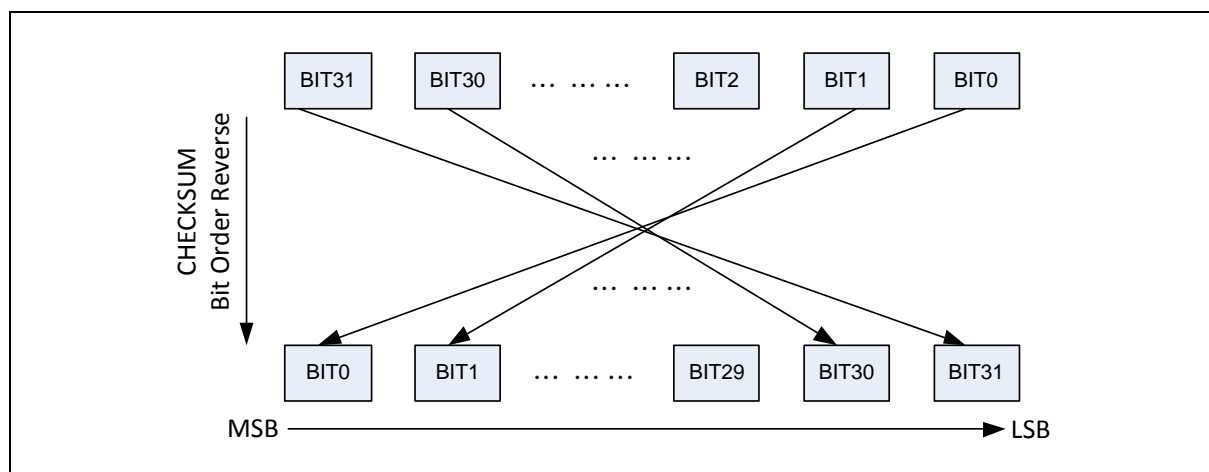 BIT31 BIT30 … … … BIT2 BIT1 BIT0
… … …
CHECKSUM
Bit Order Reverse
… … …
BIT0 BIT1 … … … BIT29 BIT30 BIT31
MSB LSB